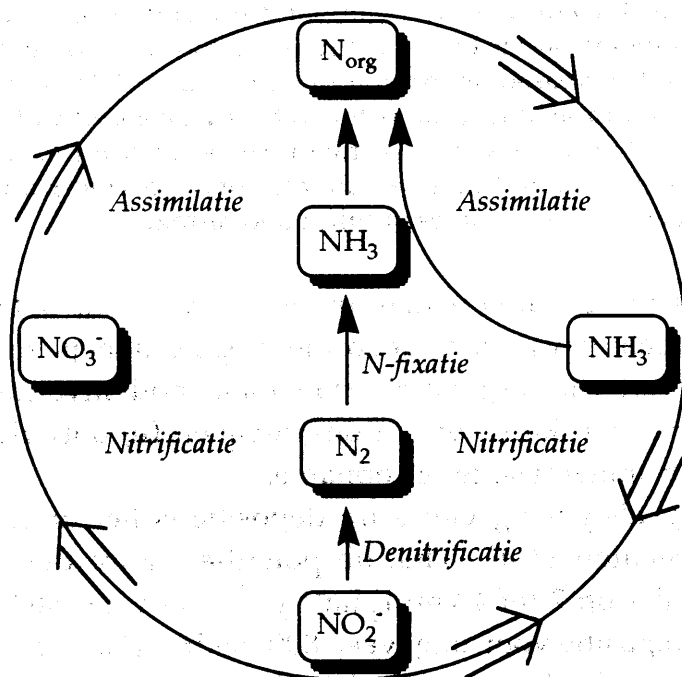 N_org
Assimilatie
Assimilatie
NH₃
NO₃⁻
NH₃
N-fixatie
Nitrificatie
N₂
Nitrificatie
Denitrificatie
NO₂⁻